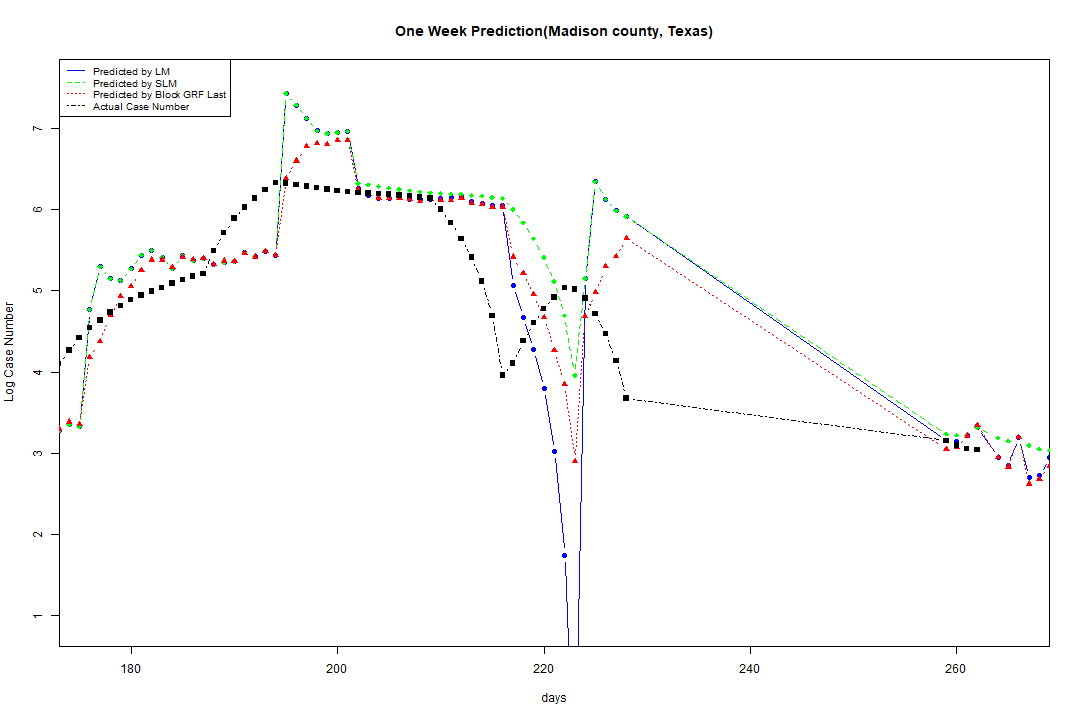 One Week Prediction(Madison county, Texas)
Predicted by LM
Predicted by SLM
Predicted by Block GRF Last
Actual Case Number
Log Case Number
7
6
5
4
3
2
1
180 200 220 240 260
days